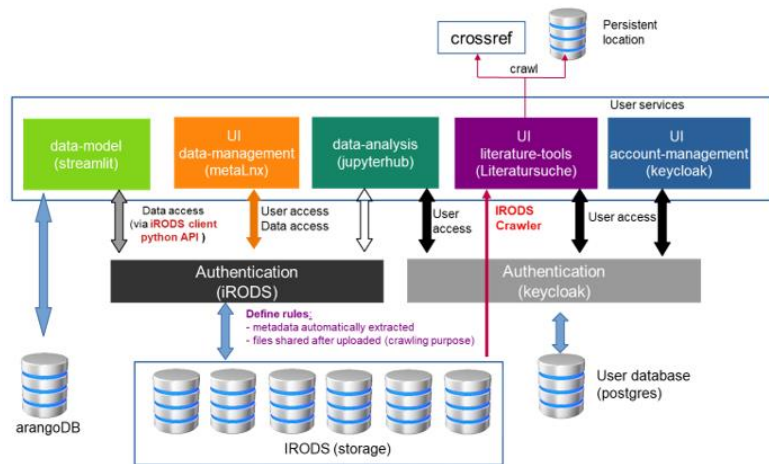 crossref
Persistent
location
crawl
User services
data-model
(streamlit)
UI
data-management
(metaLnx)
data-analysis
(jupyterhub)
UI
literature-tools
(Literatursuche)
UI
account-management
(keycloak)
Data access
(via iRODS client
python API )
User access
Data access
User
access
IRODS
Crawler
User access
Authentication
(iRODS)
Authentication
(keycloak)
Define rules:
- metadata automatically extracted
- files shared after uploaded (crawling purpose)
arangoDB
IRODS (storage)
User database
(postgres)